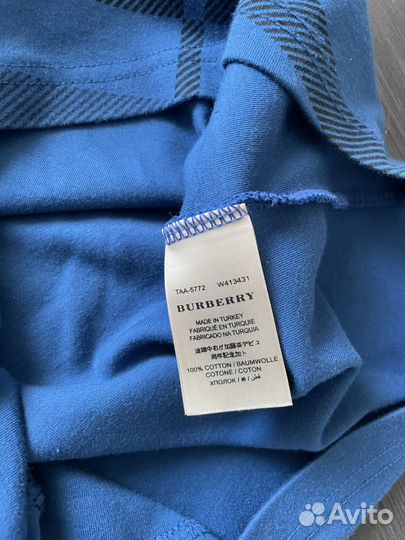 TAA-5772 W413431
BURBERRY
MADE IN TURKEY
FABRIQUÉ EN TURQUIE
FABRICADO NA TURQUIA
100% COTTON / BAUMWOLLE
COTONE / COTON
ХПОЛОК / M /
Avito